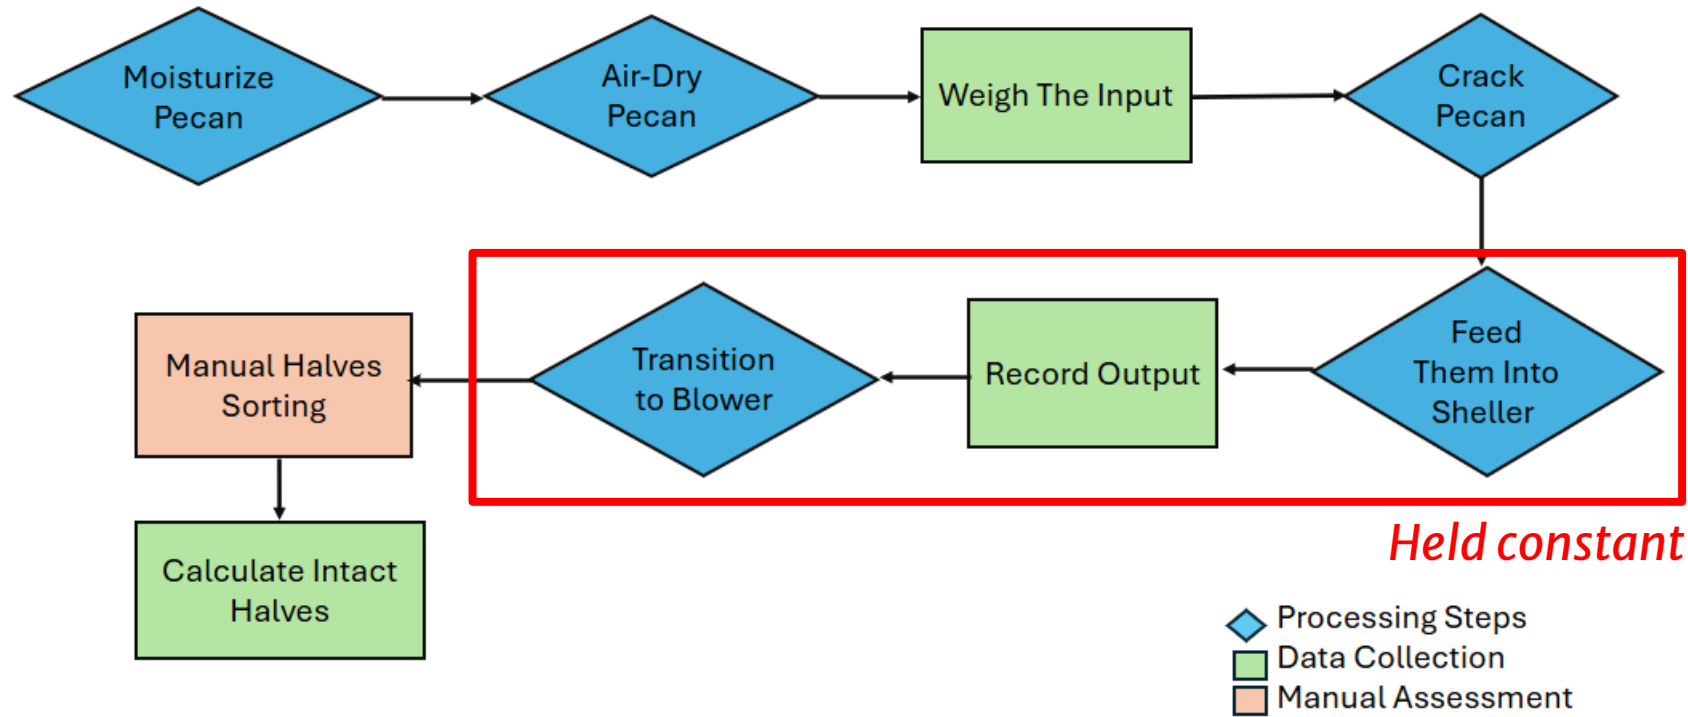 Moisturize
Pecan
Air-Dry
Pecan
Weigh The Input
Crack
Pecan
Feed
Them Into
Sheller
Record Output
Transition
to Blower
Manual Halves
Sorting
Calculate Intact
Halves
Held constant
Processing Steps
Data Collection
Manual Assessment